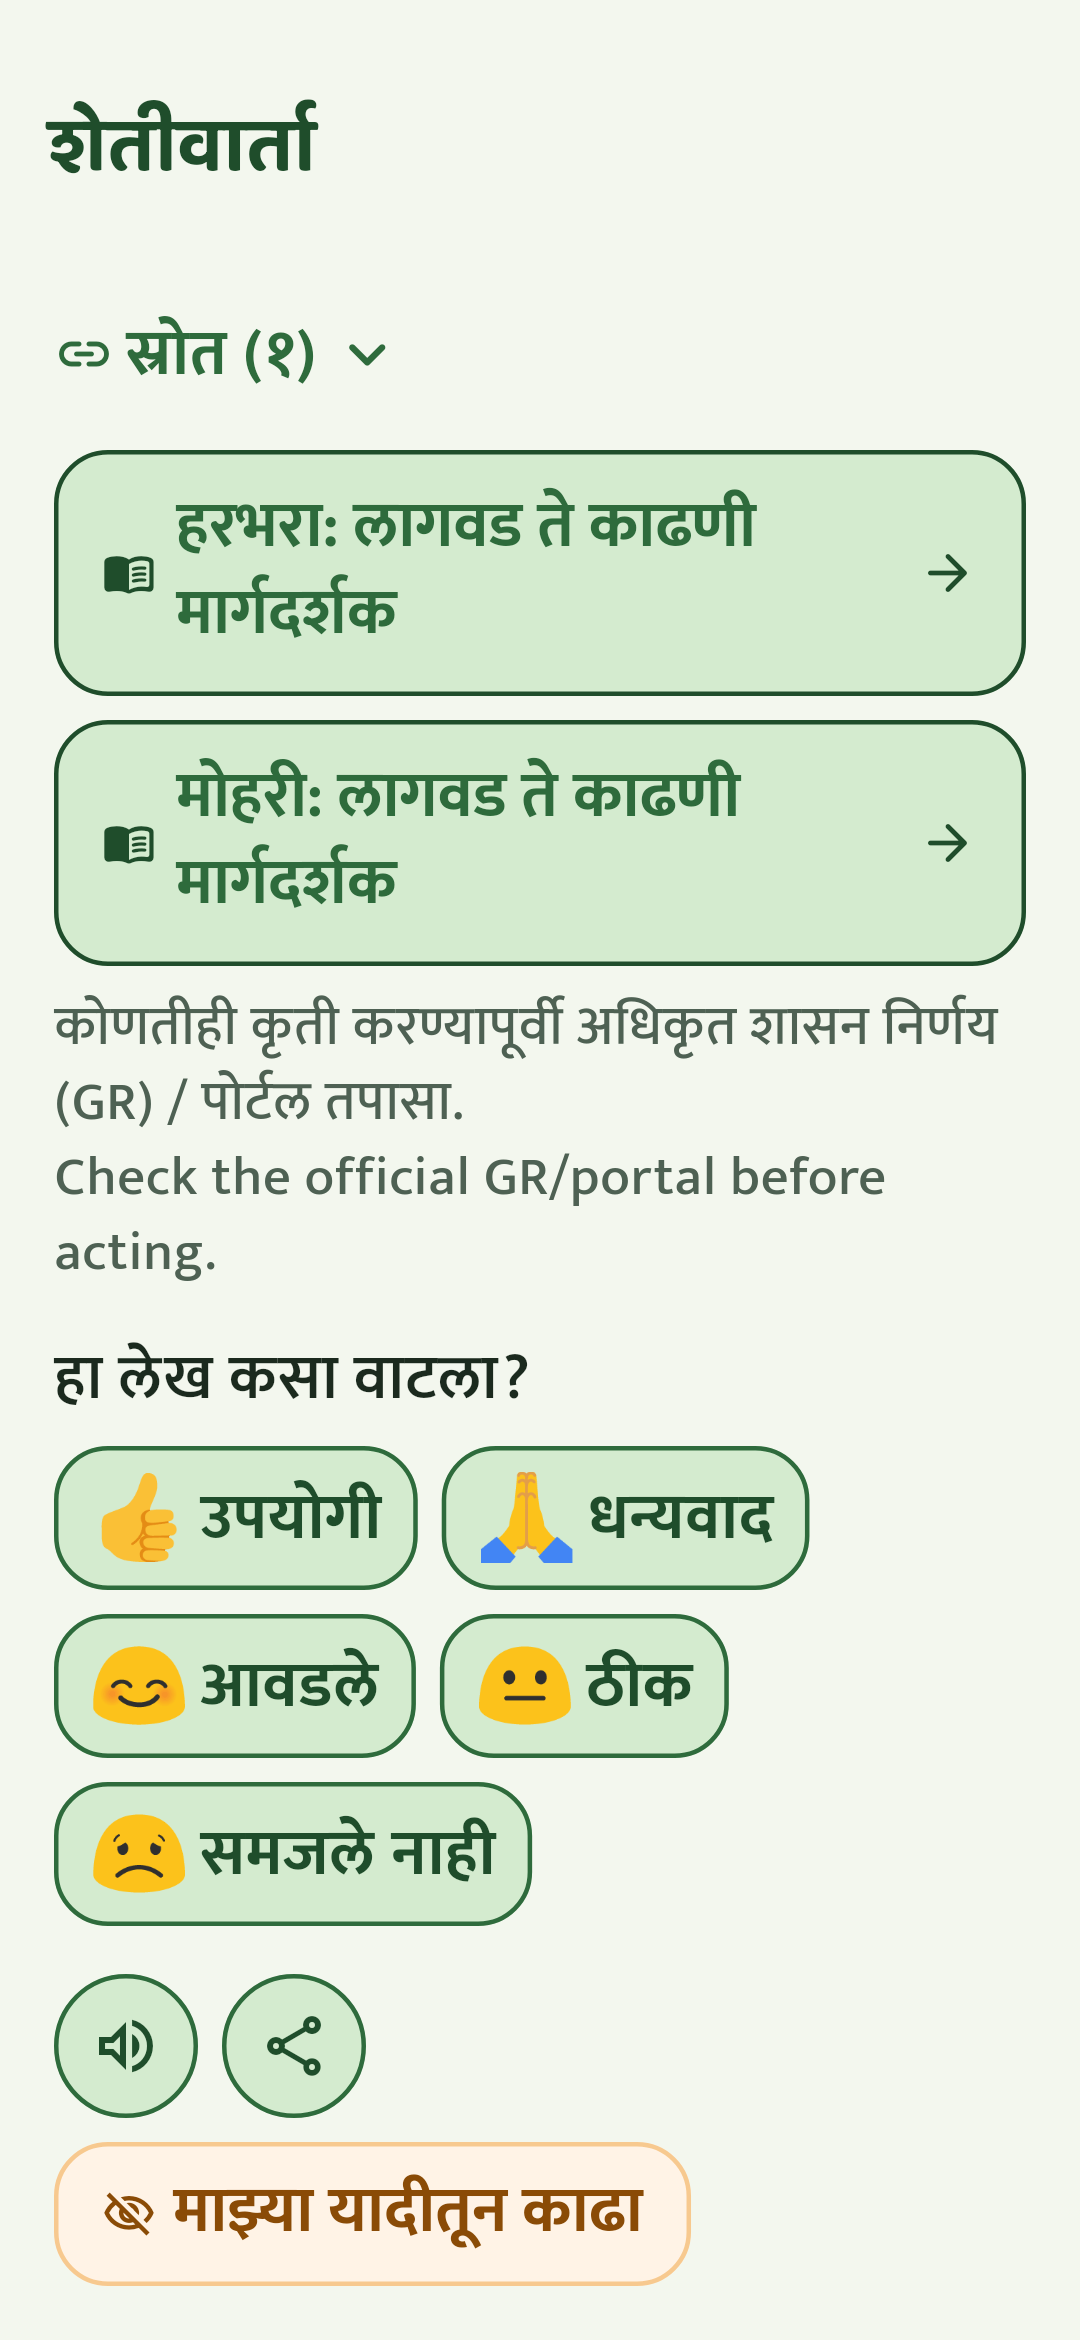 शेतीवार्ता
स्रोत (१)
हरभरा: लागवड ते काढणी
मार्गदर्शक
मोहरी: लागवड ते काढणी
मार्गदर्शक
कोणतीही कृती करण्यापूर्वी अधिकृत शासन निर्णय
(GR) / पोर्टल तपासा.
Check the official GR/portal before
acting.
हा लेख कसा वाटला?
👍 उपयोगी 🙏 धन्यवाद
😊 आवडले 😐 ठीक
😟 समजले नाही
माझ्या यादीतून काढा